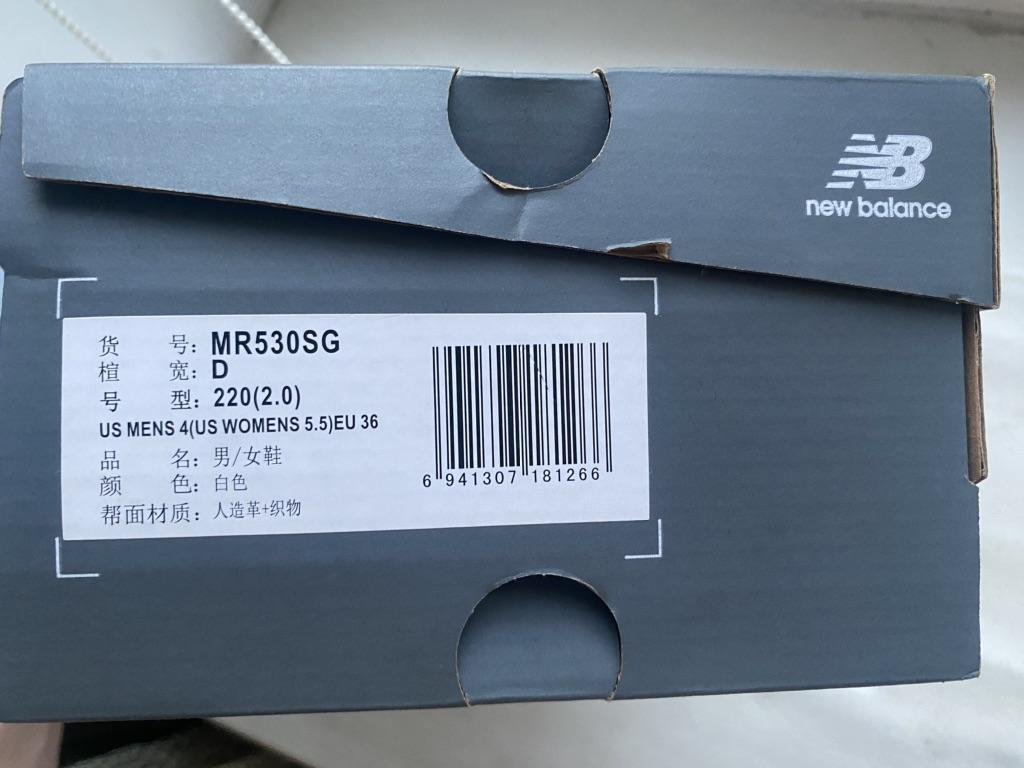 NB
new balance
货 号: MR530SG
楦 宽: D
号 型: 220(2.0)
US MENS 4(US WOMENS 5.5)EU 36
品 名: 男/女鞋
颜 色: 白色
帮面材质: 人造革+织物
6 941307 181266